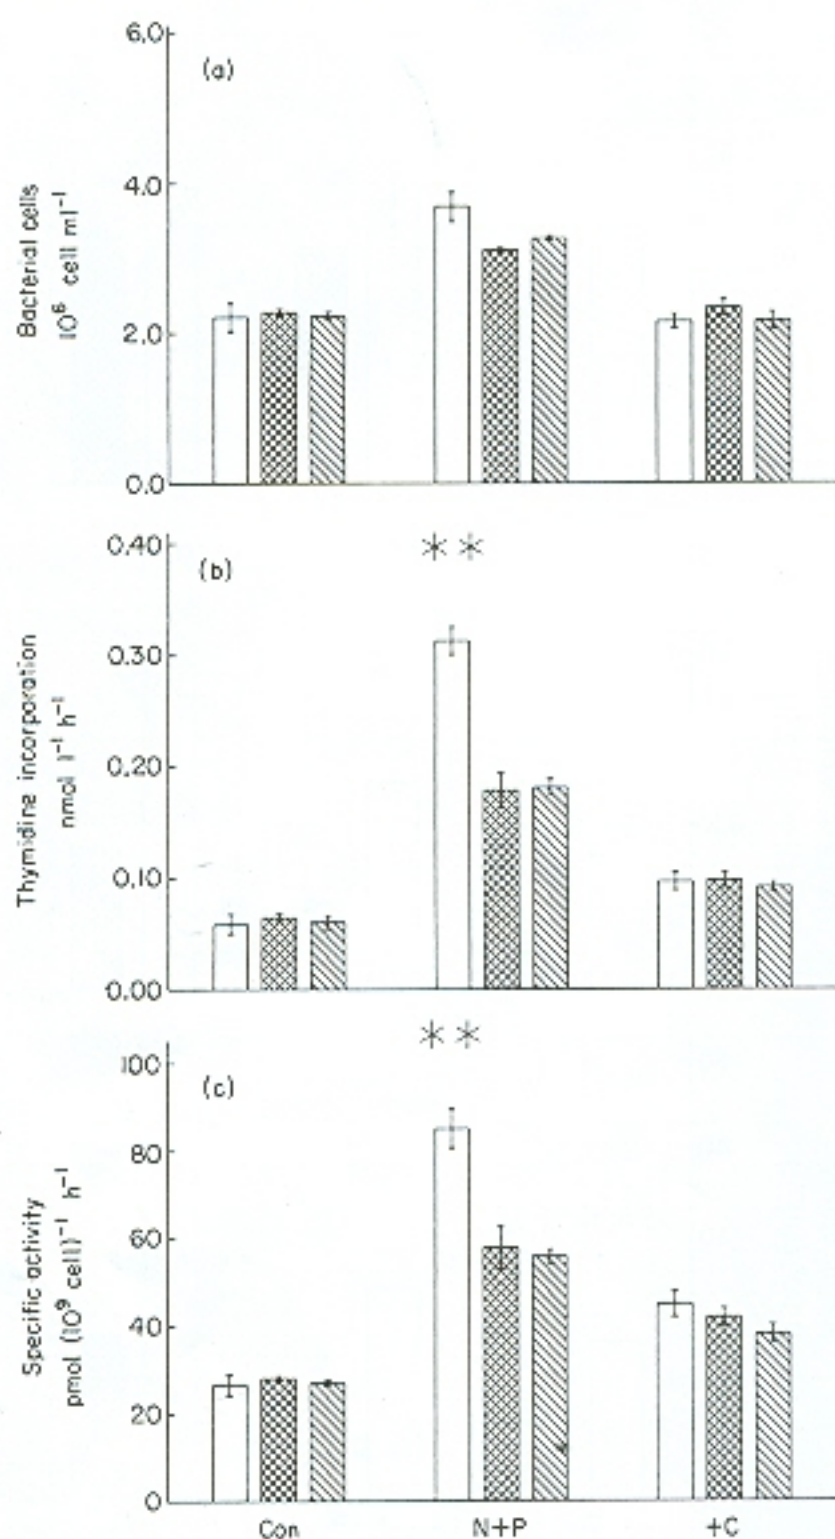 6.0
(a)
4.0
2.0
0.0
Bacterial cells
10⁶ cell ml⁻¹
0.40
**
(b)
0.30
0.20
0.10
0.00
Thymidine incorporation
nmol l⁻¹ h⁻¹
**
100
(c)
80
60
40
20
0
Specific activity
pmol (10⁹ cell)⁻¹ h⁻¹
Con N+P +C